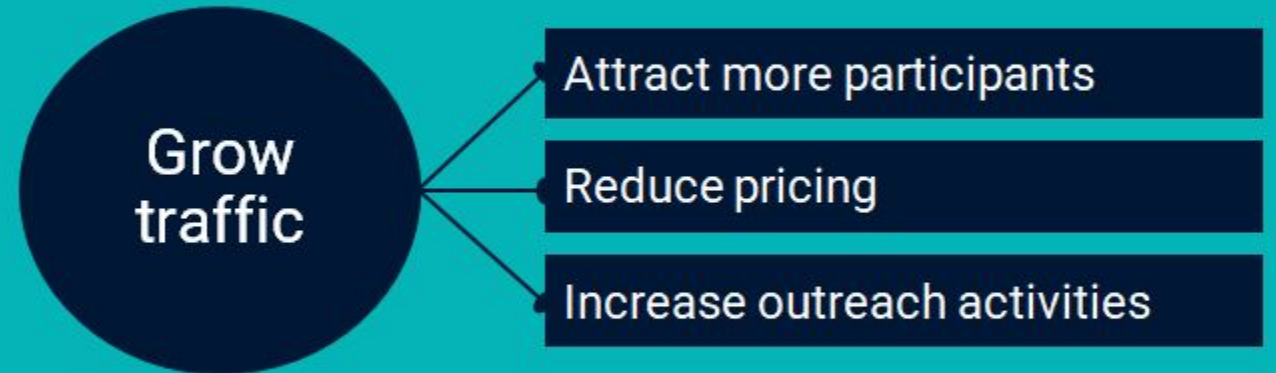 Grow
traffic
Attract more participants
Reduce pricing
Increase outreach activities